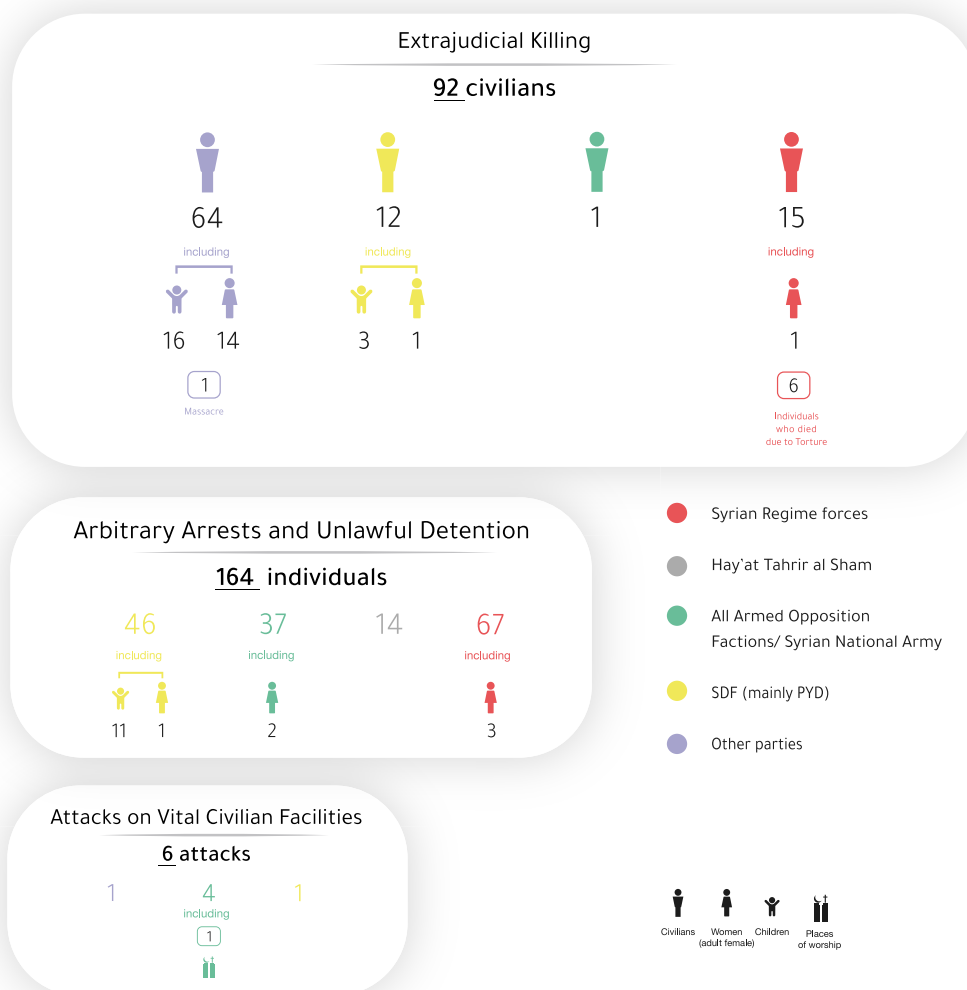 Extrajudicial Killing
92 civilians
64
12
1
15
including
including
including
16
14
3
1
1
1
6
Massacre
Individuals
who died
due to Torture
Arbitrary Arrests and Unlawful Detention
164 individuals
46
37
14
67
including
including
including
11
1
2
3
Syrian Regime forces
Hay'at Tahrir al Sham
All Armed Opposition
Factions/ Syrian National Army
SDF (mainly PYD)
Other parties
Attacks on Vital Civilian Facilities
6 attacks
1
4
1
including
1
Civilians
Women
(adult female)
Children
Places
of worship